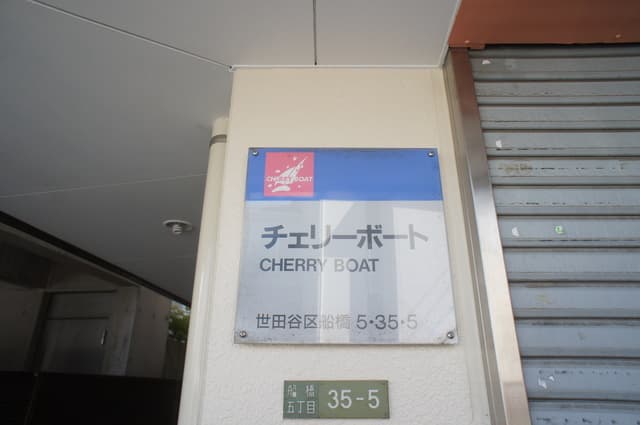 CHERRY BOAT
チェリーボート
CHERRY BOAT
世田谷区船橋 5・35・5
船橋
五丁目
35-5